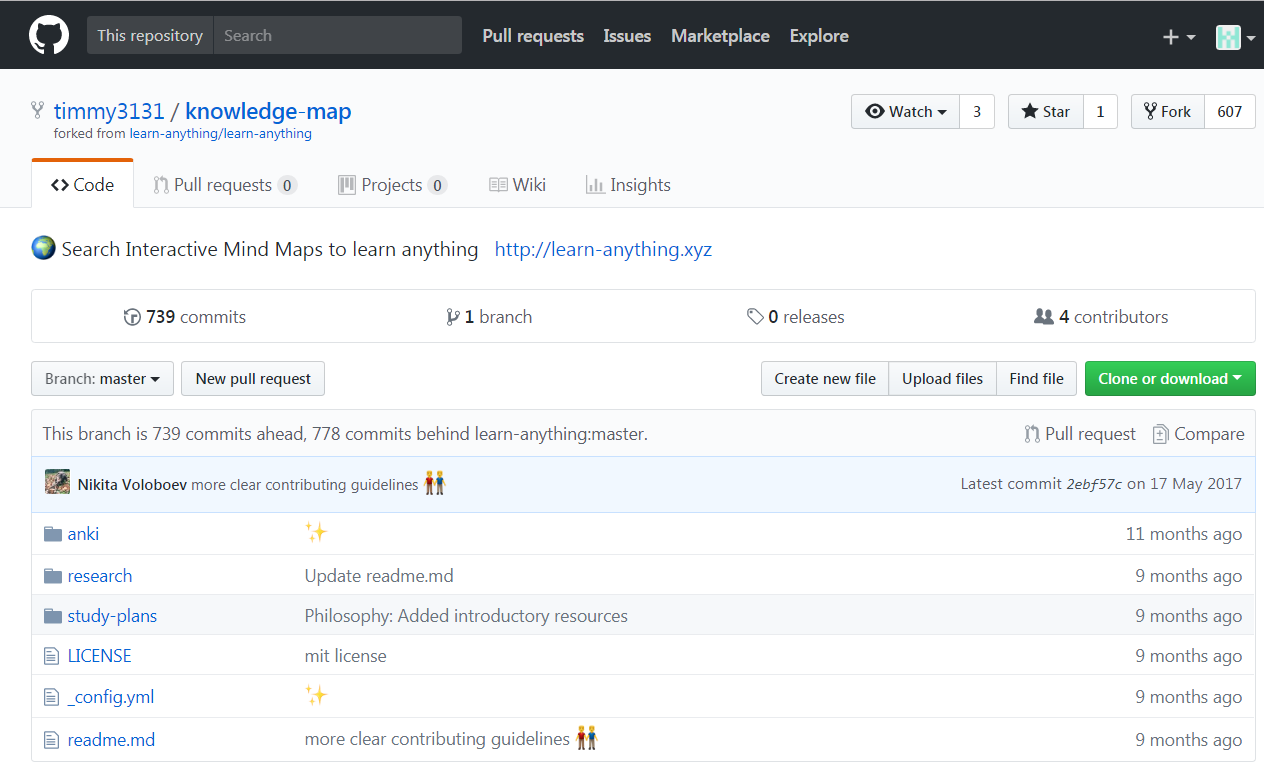 This repository Search Pull requests Issues Marketplace Explore
timmy3131 / knowledge-map Watch 3 Star 1 Fork 607
forked from learn-anything/learn-anything
Code Pull requests 0 Projects 0 Wiki Insights
Search Interactive Mind Maps to learn anything http://learn-anything.xyz
739 commits 1 branch 0 releases 4 contributors
Branch: master New pull request Create new file Upload files Find file Clone or download
This branch is 739 commits ahead, 778 commits behind learn-anything:master. Pull request Compare
Nikita Voloboev more clear contributing guidelines 👬 Latest commit 2ebf57c on 17 May 2017
anki ✨ 11 months ago
research Update readme.md 9 months ago
study-plans Philosophy: Added introductory resources 9 months ago
LICENSE mit license 9 months ago
_config.yml ✨ 9 months ago
readme.md more clear contributing guidelines 👬 9 months ago